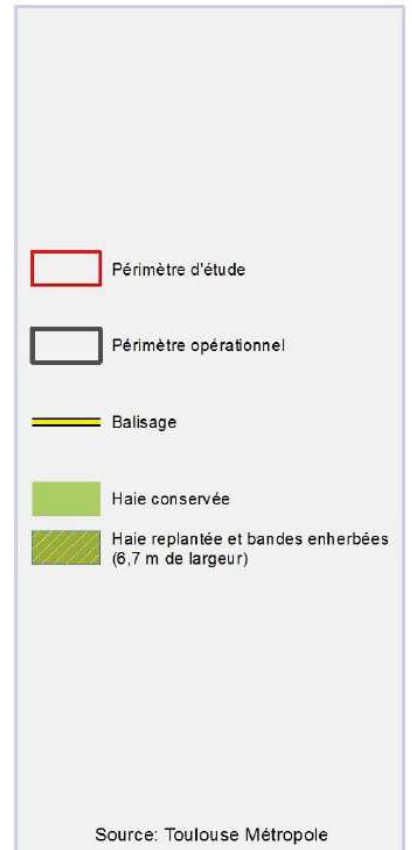 Périmètre d'étude
Périmètre opérationnel
Balisage
Haie conservée
Haie replantée et bandes enherbées
(6,7 m de largeur)
Source: Toulouse Métropole